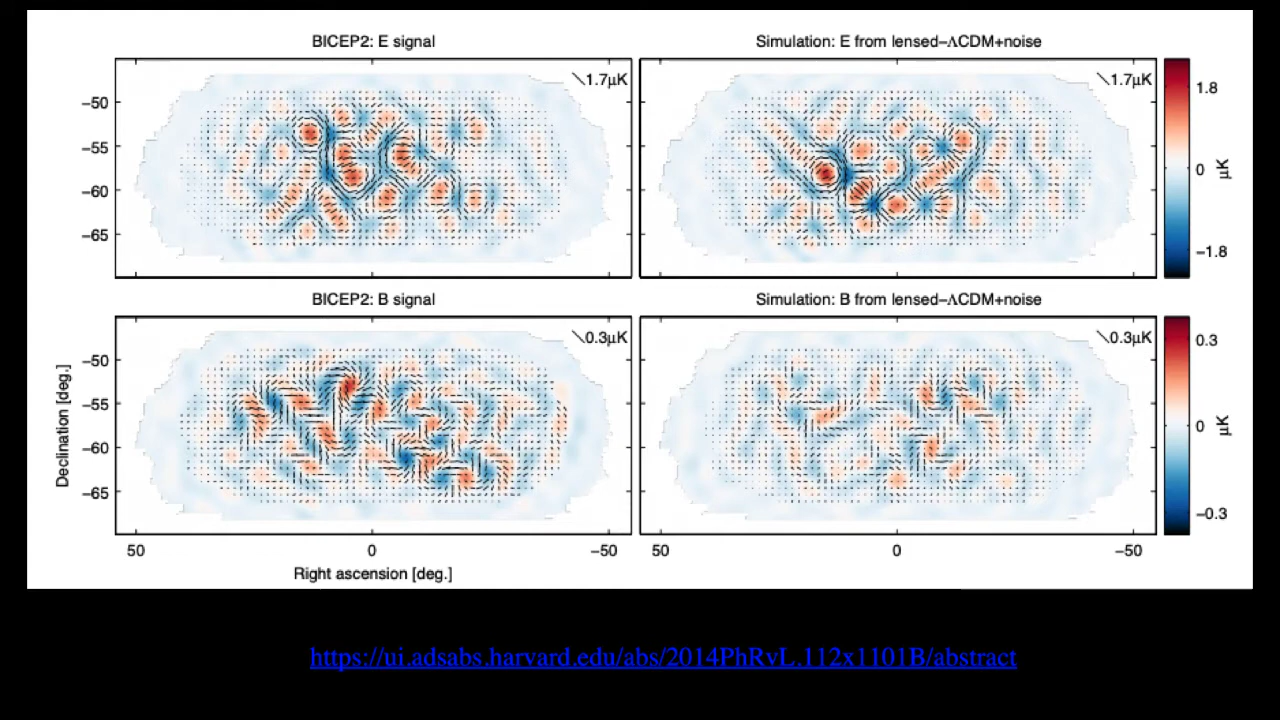 BICEP2: E signal
Simulation: E from lensed−ΛCDM+noise
1.7μK
1.7μK
−50
−55
−60
−65
1.8
0
−1.8
μK
BICEP2: B signal
Simulation: B from lensed−ΛCDM+noise
0.3μK
0.3μK
Declination [deg.]
−50
−55
−60
−65
0.3
0
−0.3
μK
50
0
−50
50
0
−50
Right ascension [deg.]
https://ui.adsabs.harvard.edu/abs/2014PhRvL.112x1101B/abstract